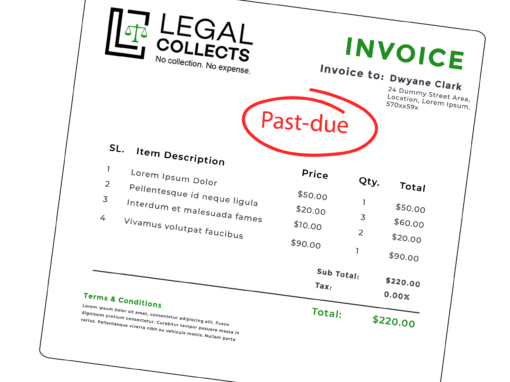 LEGAL
COLLECTS
No collection. No expense.
INVOICE
Invoice to: Dwyane Clark
24 Dummy Street Area,
Location, Lorem Ipsum,
570xx59x
Past-due
SL. Item Description Price Qty. Total
1 Lorem Ipsum Dolor $50.00 1 $50.00
2 Pellentesque id neque ligula $20.00 3 $60.00
3 Interdum et malesuada fames $10.00 2 $20.00
4 Vivamus volutpat faucibus $90.00 1 $90.00
Sub Total: $220.00
Tax: 0.00%
Total: $220.00
Terms & Conditions
Lorem ipsum dolor sit amet, consectetur adipiscing elit. Fusce
dignissim pretium consectetur. Curabitur tempor posuere massa in
varius. Pellentesque viverra nibh eu vehicula mattis. Nullam porta